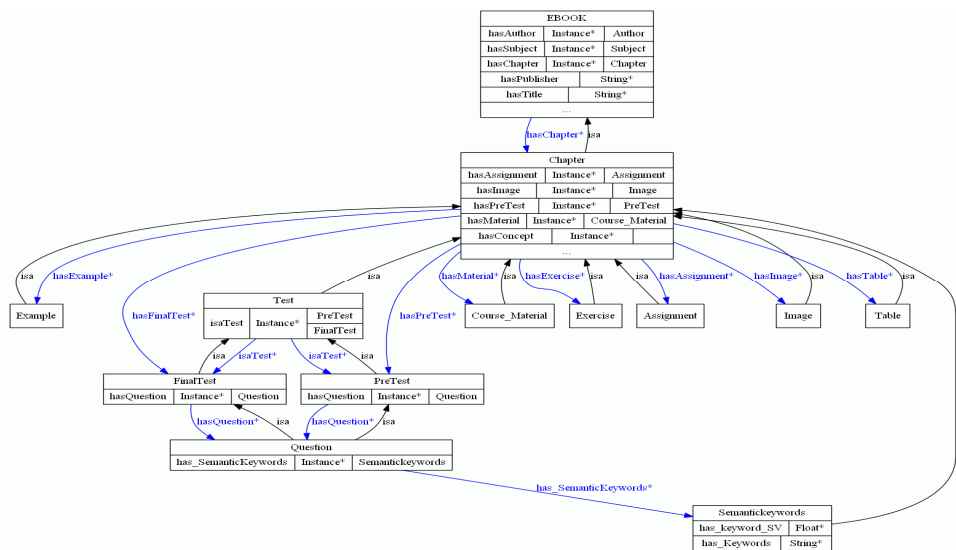 EBOOK
hasAuthor Instance* Author
hasSubject Instance* Subject
hasChapter Instance* Chapter
hasPublisher String*
hasTitle String*
...
hasChapter* isa
Chapter
hasAssignment Instance* Assignment
hasImage Instance* Image
hasPreTest Instance* PreTest
hasMaterial Instance* Course_Material
hasConcept Instance*
...
isa hasExample* isa hasMaterial* isa hasExercise* isa isa hasAssignment* hasImage* isa hasTable* isa
Example
Course_Material Exercise Assignment Image Table
hasFinalTest*
Test
isaTest Instance* PreTest
FinalTest
hasPreTest*
isa isaTest* isaTest* isa
FinalTest
hasQuestion Instance* Question
PreTest
hasQuestion Instance* Question
hasQuestion* isa hasQuestion* isa
Question
has_SemanticKeywords Instance* Semantickeywords
has_SemanticKeywords*
Semantickeywords
has_keyword_SV Float*
has_Keywords String*